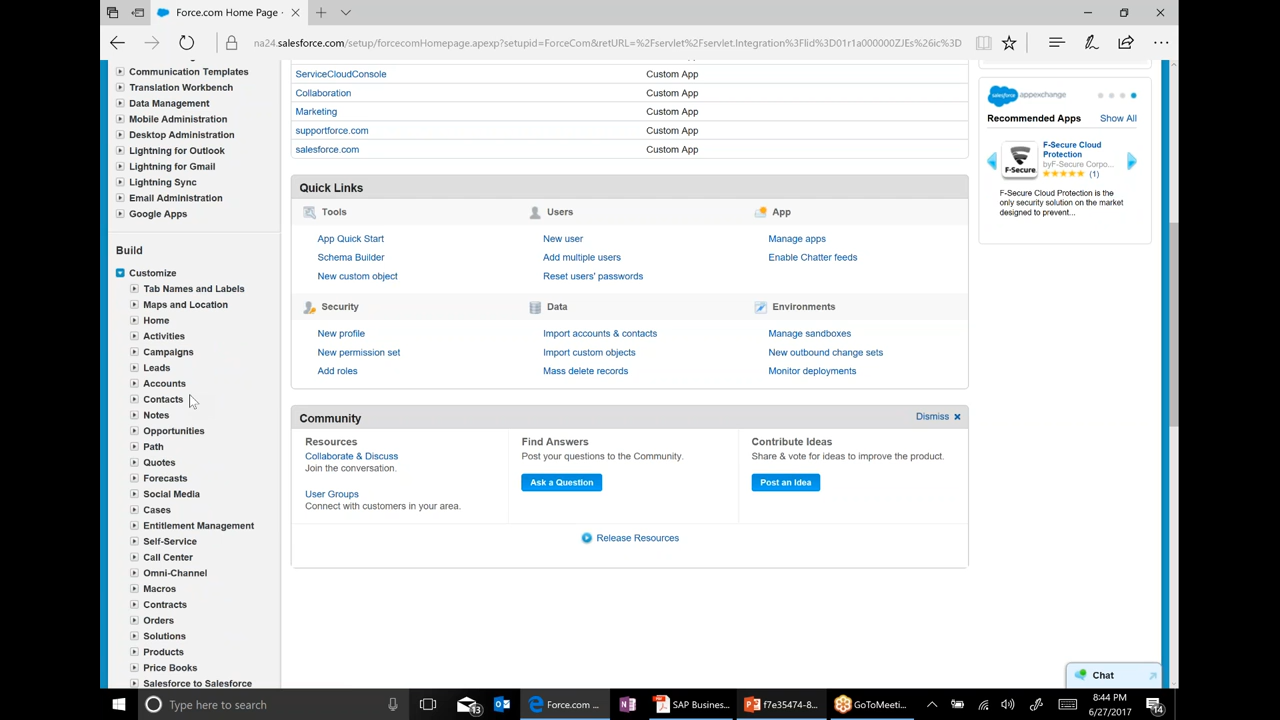 Force.com Home Page -
na24.salesforce.com/setup/forcecomHomepage.apexp?setupid=ForceCom&retURL=%2Fservlet%2Fservlet.Integration%3Flid%3D01r1a000000ZJEs%26ic%3D
Communication Templates
Translation Workbench
Data Management
Mobile Administration
Desktop Administration
Lightning for Outlook
Lightning for Gmail
Lightning Sync
Email Administration
Google Apps
Build
Customize
Tab Names and Labels
Maps and Location
Home
Activities
Campaigns
Leads
Accounts
Contacts
Notes
Opportunities
Path
Quotes
Forecasts
Social Media
Cases
Entitlement Management
Self-Service
Call Center
Omni-Channel
Macros
Contracts
Orders
Solutions
Products
Price Books
Salesforce to Salesforce
ServiceCloudConsole Custom App
Collaboration Custom App
Marketing Custom App
supportforce.com Custom App
salesforce.com Custom App
Quick Links
Tools Users App
App Quick Start New user Manage apps
Schema Builder Add multiple users Enable Chatter feeds
New custom object Reset users' passwords
Security Data Environments
New profile Import accounts & contacts Manage sandboxes
New permission set Import custom objects New outbound change sets
Add roles Mass delete records Monitor deployments
Community Dismiss
Resources
Collaborate & Discuss
Join the conversation.
User Groups
Connect with customers in your area.
Find Answers
Post your questions to the Community.
Ask a Question
Contribute Ideas
Share & vote for ideas to improve the product.
Post an Idea
Release Resources
salesforce appexchange
Recommended Apps Show All
F-Secure
F-Secure Cloud
Protection
byF-Secure Corpo...
(1)
F-Secure Cloud Protection is the
only security solution on the market
designed to prevent...
Chat
Type here to search
13
Force.com ...
SAP Business...
f7e35474-8...
GoToMeeti...
8:44 PM
6/27/2017
14